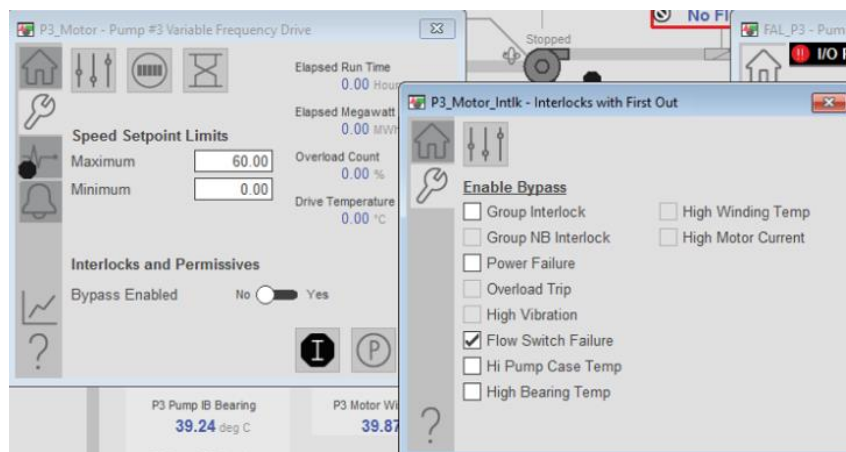 P3_Motor - Pump #3 Variable Frequency Drive
Elapsed Run Time
0.00 Hour
Elapsed Megawatt
0.00 MWh
Speed Setpoint Limits
Maximum 60.00
Minimum 0.00
Overload Count
0.00 %
Drive Temperature
0.00 °C
Interlocks and Permissives
Bypass Enabled No Yes
I P
?
P3 Pump IB Bearing
39.24 deg C
P3 Motor Wi
39.87
Stopped
No Fl
FAL_P3 - Pum
I/O F
P3_Motor_Intlk - Interlocks with First Out
Enable Bypass
Group Interlock
Group NB Interlock
Power Failure
Overload Trip
High Vibration
Flow Switch Failure
Hi Pump Case Temp
High Bearing Temp
High Winding Temp
High Motor Current
?